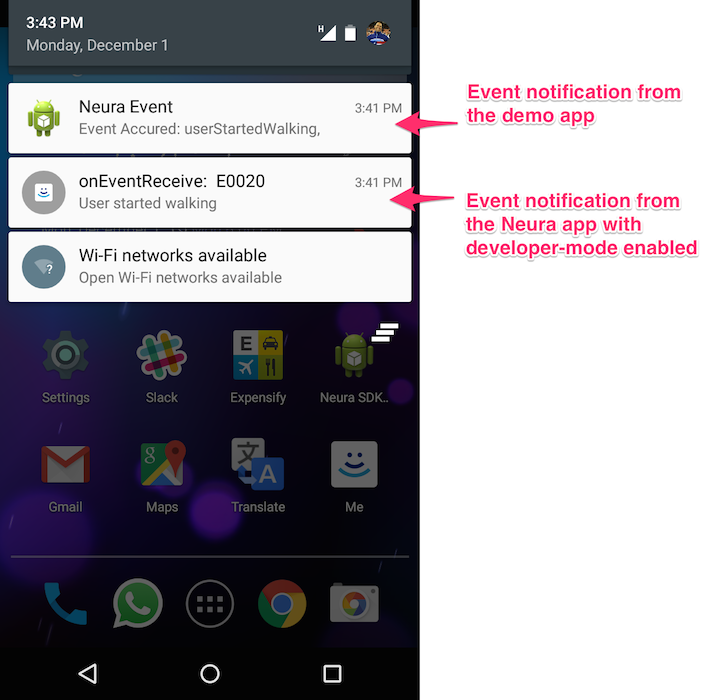 3:43 PM
Monday, December 1
H
Neura Event
3:41 PM
Event Accured: userStartedWalking,
Event notification from
the demo app
onEventReceive:  E0020
3:41 PM
User started walking
Event notification from
the Neura app with
developer-mode enabled
Wi-Fi networks available
Open Wi-Fi networks available
?
E
Settings
Slack
Expensify
Neura SDK..
8
文
A
Gmail
Maps
Translate
Me